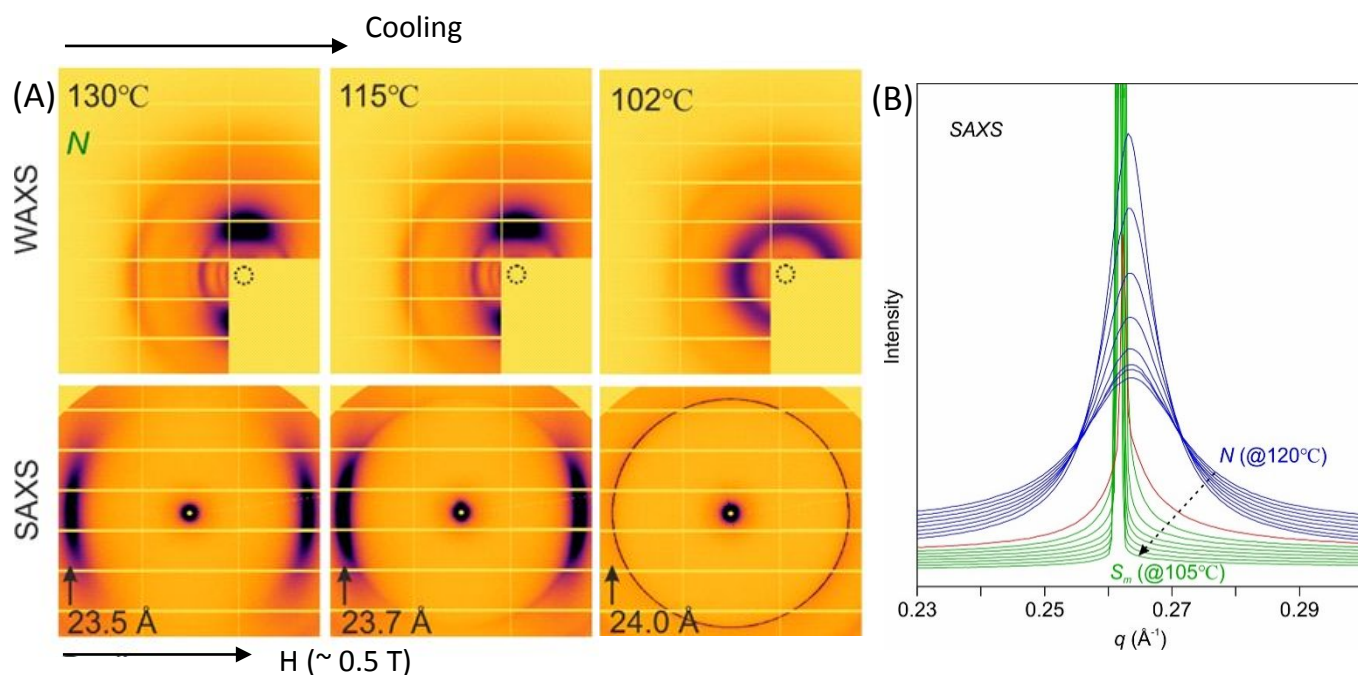 Cooling
(A)
130℃
115℃
102℃
N
WAXS
SAXS
23.5 Å
23.7 Å
24.0 Å
H (~ 0.5 T)
(B)
SAXS
Intensity
N (@120℃)
Sm (@105℃)
0.23
0.25
0.27
0.29
q (Å-1)